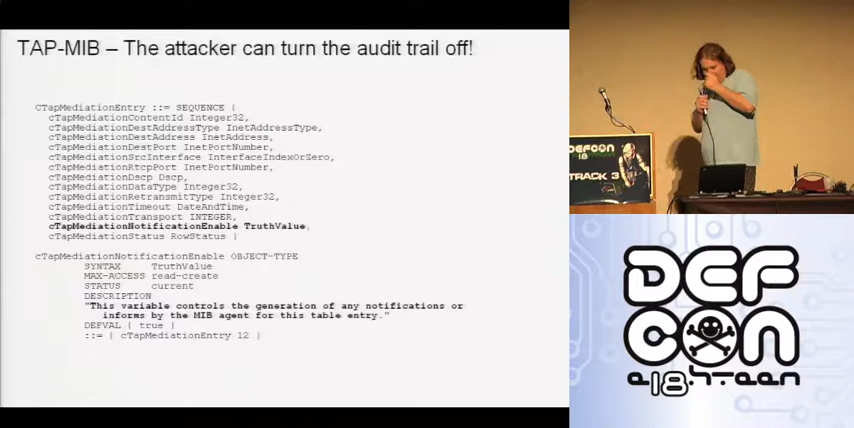 TAP-MIB – The attacker can turn the audit trail off!
CTapMediationEntry ::= SEQUENCE {
cTapMediationContentId Integer32,
cTapMediationDestAddressType InetAddressType,
cTapMediationDestAddress InetAddress,
cTapMediationDestPort InetPortNumber,
cTapMediationSrcInterface InterfaceIndexOrZero,
cTapMediationRtcpPort InetPortNumber,
cTapMediationDscp Dscp,
cTapMediationDataType Integer32,
cTapMediationRetransmitType Integer32,
cTapMediationTimeout DateAndTime,
cTapMediationTransport INTEGER,
cTapMediationNotificationEnable TruthValue,
cTapMediationStatus RowStatus }
cTapMediationNotificationEnable OBJECT-TYPE
SYNTAX TruthValue
MAX-ACCESS read-create
STATUS current
DESCRIPTION
"This variable controls the generation of any notifications or
informs by the MIB agent for this table entry."
DEFVAL { true }
::= { cTapMediationEntry 12 }
DEFCON
18
TRACK 3
DEF
CON
18